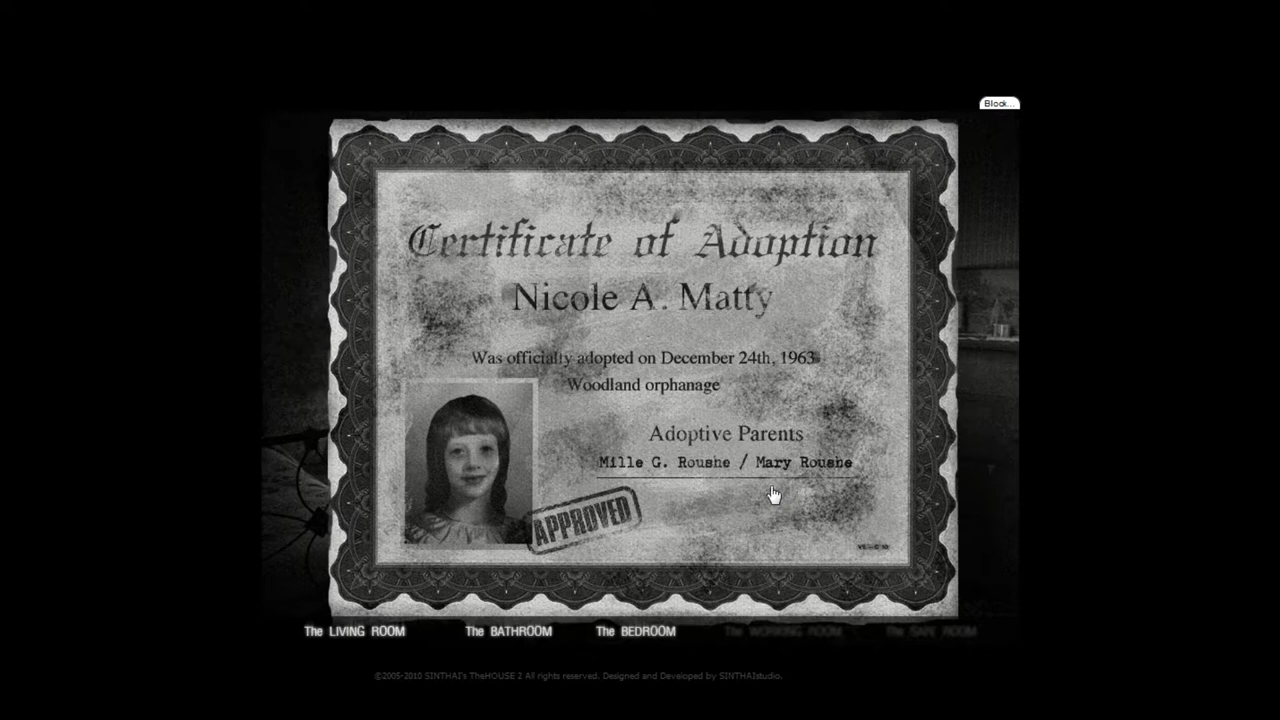 Block...
Certificate of Adoption
Nicole A. Matty
Was officially adopted on December 24th, 1963
Woodland orphanage
Adoptive Parents
Mille G. Roushe / Mary Roushe
APPROVED
The LIVING ROOM The BATHROOM The BEDROOM The WORKING ROOM The SAFE ROOM
©2005-2010 SINTHAI's TheHOUSE 2 All rights reserved. Designed and Developed by SINTHAIstudio.